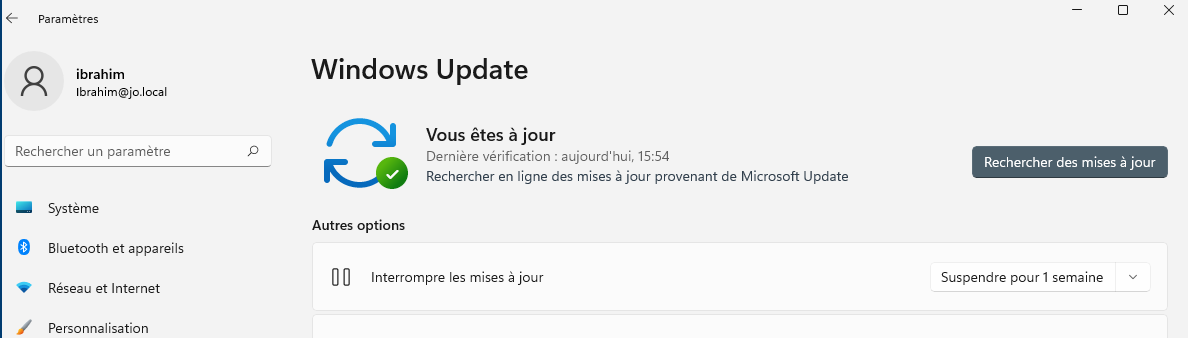 Paramètres
ibrahim
Ibrahim@jo.local
Rechercher un paramètre
Système
Bluetooth et appareils
Réseau et Internet
Personnalisation
Windows Update
Vous êtes à jour
Dernière vérification : aujourd'hui, 15:54
Rechercher en ligne des mises à jour provenant de Microsoft Update
Rechercher des mises à jour
Autres options
Interrompre les mises à jour
Suspendre pour 1 semaine